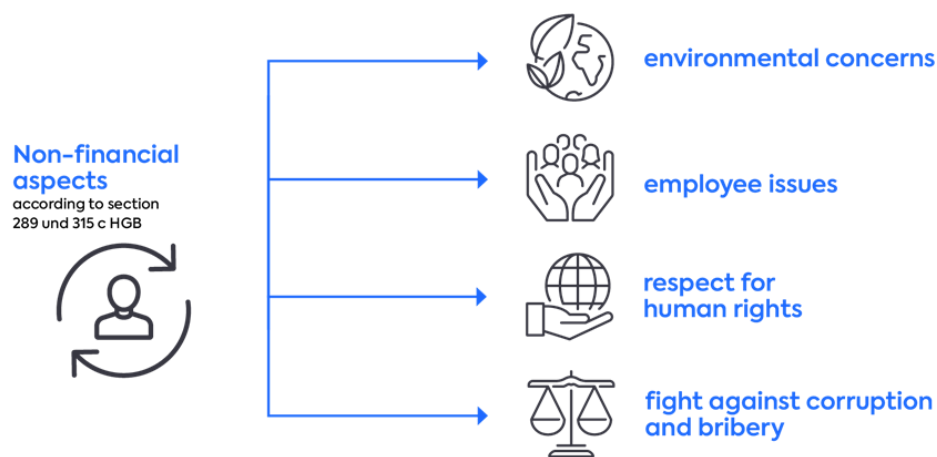 Non-financial
aspects
according to section
289 und 315 c HGB
environmental concerns
employee issues
respect for
human rights
fight against corruption
and bribery